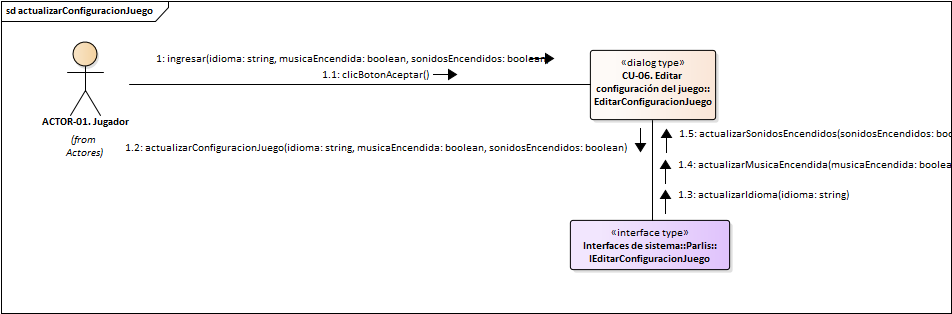 sd actualizarConfiguracionJuego
1: ingresar(idioma: string, musicaEncendida: boolean, sonidosEncendidos: boolean)
1.1: clicBotonAceptar()
«dialog type»
CU-06. Editar
configuración del juego::
EditarConfiguracionJuego
ACTOR-01. Jugador
(from
Actores)
1.2: actualizarConfiguracionJuego(idioma: string, musicaEncendida: boolean, sonidosEncendidos: boolean)
1.5: actualizarSonidosEncendidos(sonidosEncendidos: boo
1.4: actualizarMusicaEncendida(musicaEncendida: boolea
1.3: actualizarIdioma(idioma: string)
«interface type»
Interfaces de sistema::Parlis::
IEditarConfiguracionJuego